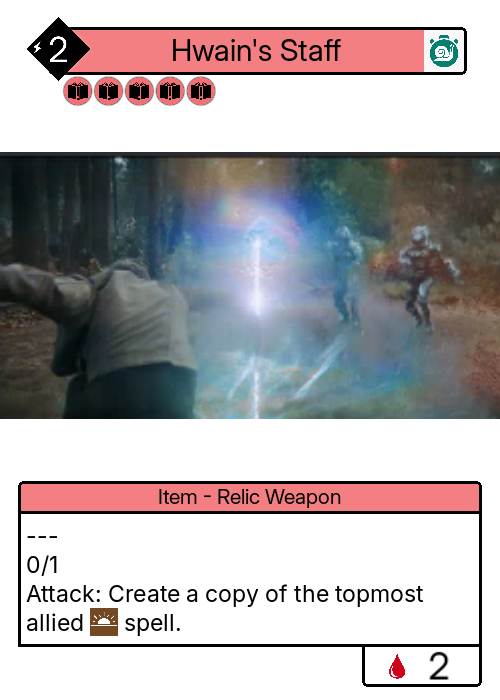 2
Hwain's Staff
Item - Relic Weapon
---
0/1
Attack: Create a copy of the topmost
allied spell.
2